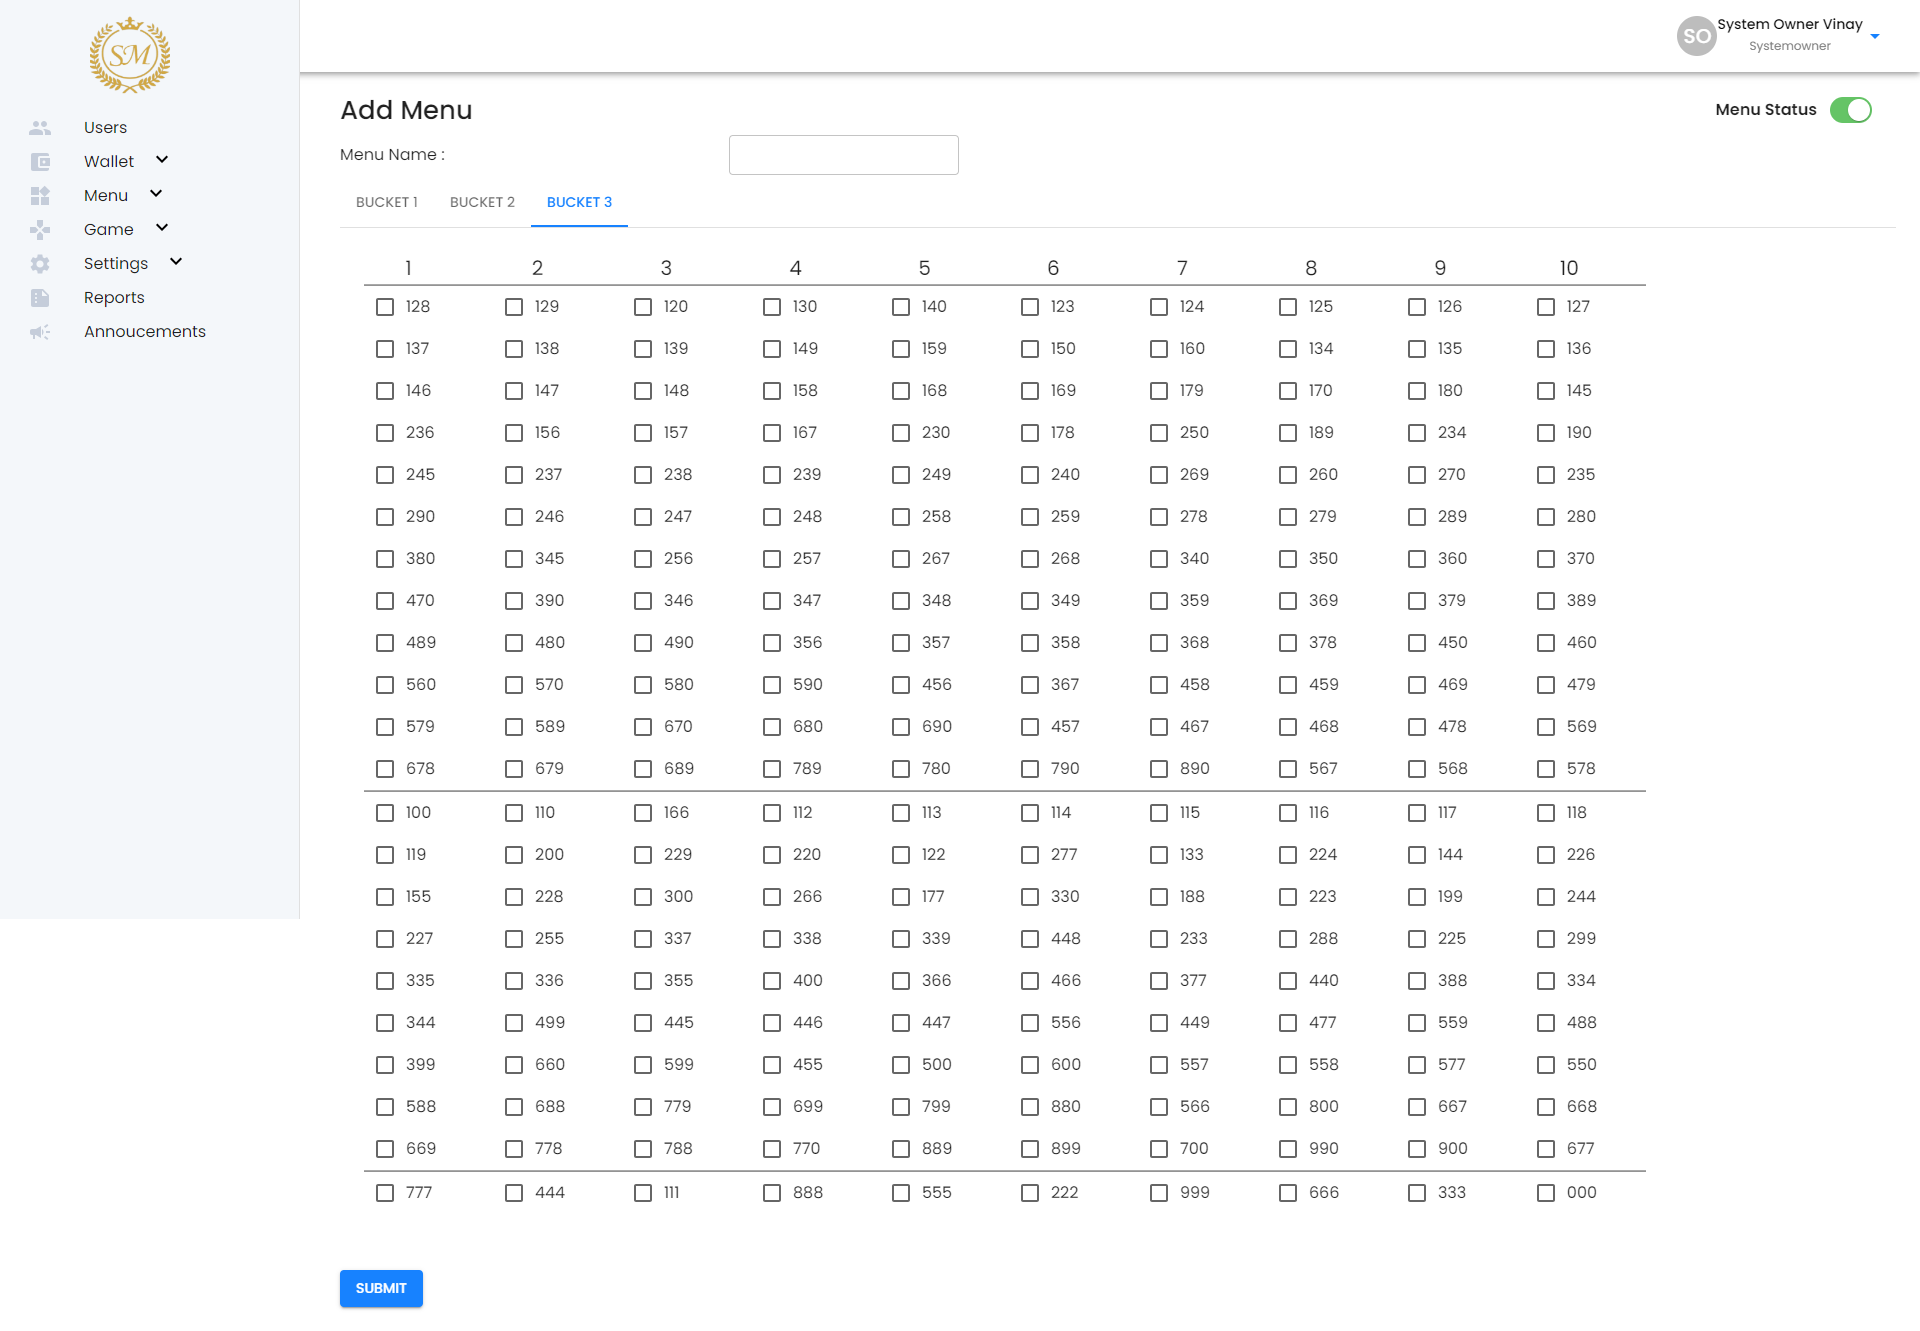 SM
Users
Wallet
Menu
Game
Settings
Reports
Annoucements
SO
System Owner Vinay
Systemowner
Add Menu
Menu Status
Menu Name :
BUCKET 1 BUCKET 2 BUCKET 3
1 2 3 4 5 6 7 8 9 10
128 129 120 130 140 123 124 125 126 127
137 138 139 149 159 150 160 134 135 136
146 147 148 158 168 169 179 170 180 145
236 156 157 167 230 178 250 189 234 190
245 237 238 239 249 240 269 260 270 235
290 246 247 248 258 259 278 279 289 280
380 345 256 257 267 268 340 350 360 370
470 390 346 347 348 349 359 369 379 389
489 480 490 356 357 358 368 378 450 460
560 570 580 590 456 367 458 459 469 479
579 589 670 680 690 457 467 468 478 569
678 679 689 789 780 790 890 567 568 578
100 110 166 112 113 114 115 116 117 118
119 200 229 220 122 277 133 224 144 226
155 228 300 266 177 330 188 223 199 244
227 255 337 338 339 448 233 288 225 299
335 336 355 400 366 466 377 440 388 334
344 499 445 446 447 556 449 477 559 488
399 660 599 455 500 600 557 558 577 550
588 688 779 699 799 880 566 800 667 668
669 778 788 770 889 899 700 990 900 677
777 444 111 888 555 222 999 666 333 000
SUBMIT